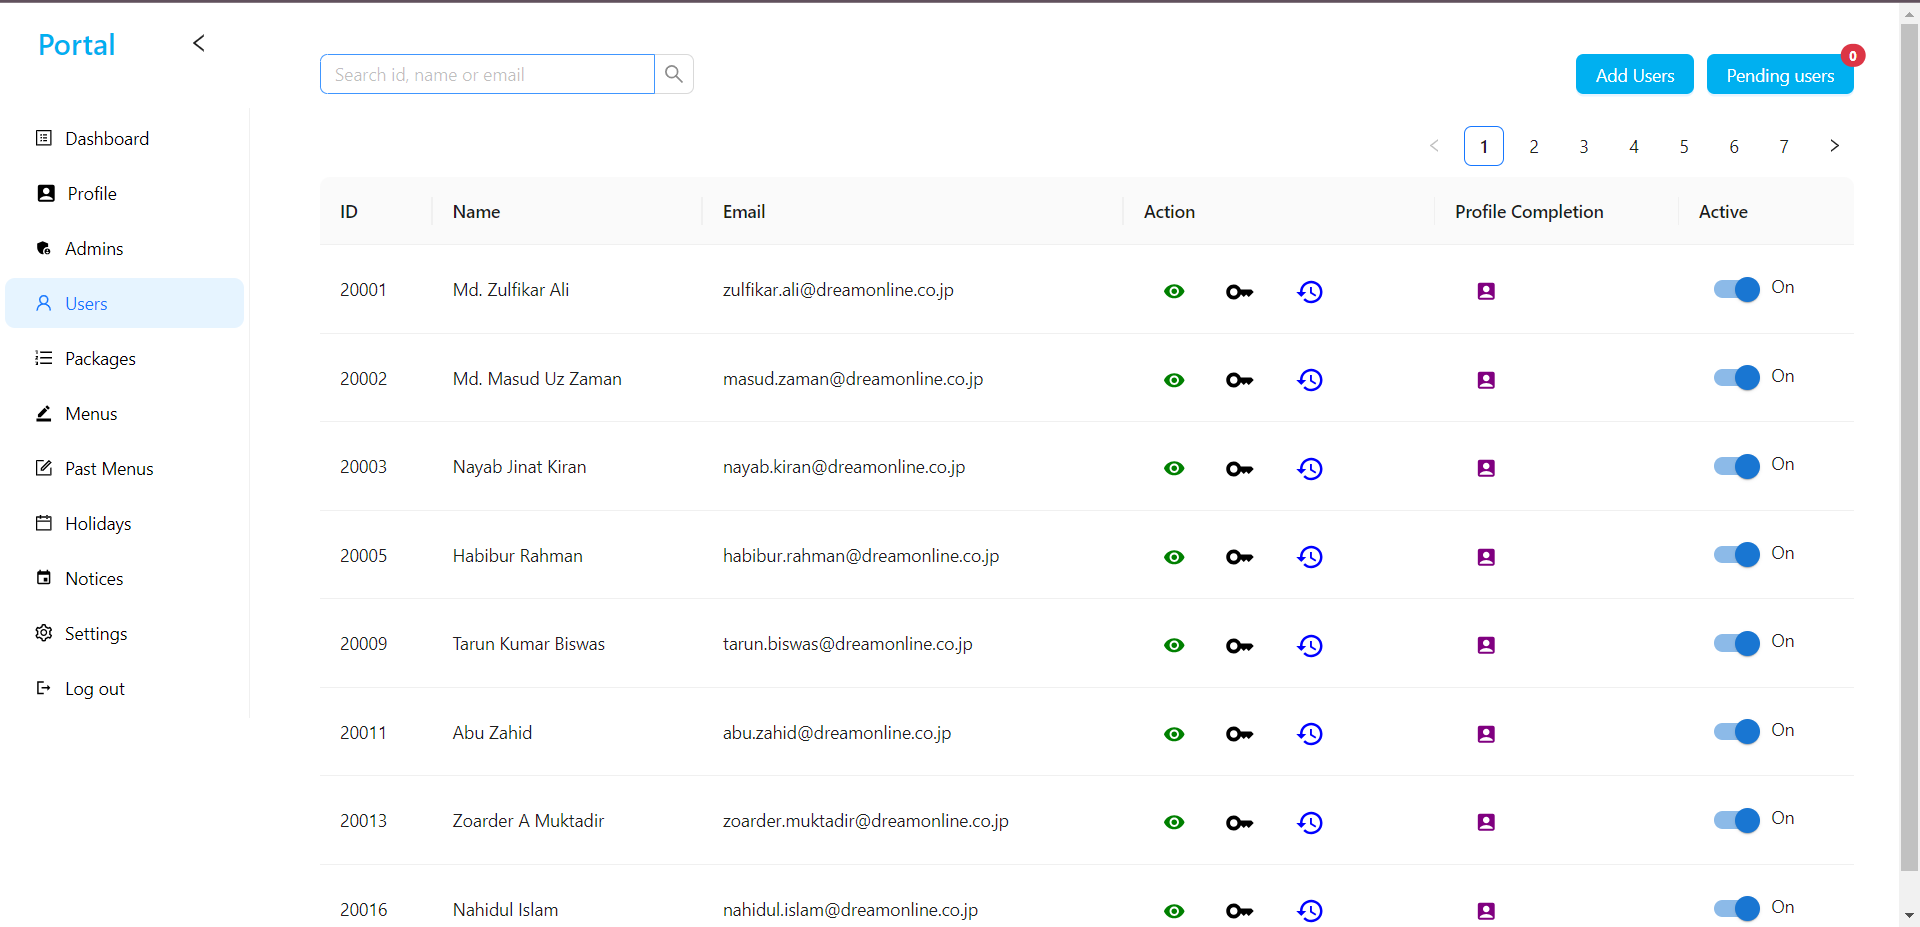 Portal
Search id, name or email
Add Users
Pending users
0
1 2 3 4 5 6 7
Dashboard
Profile
Admins
Users
Packages
Menus
Past Menus
Holidays
Notices
Settings
Log out
ID Name Email Action Profile Completion Active
20001 Md. Zulfikar Ali zulfikar.ali@dreamonline.co.jp On
20002 Md. Masud Uz Zaman masud.zaman@dreamonline.co.jp On
20003 Nayab Jinat Kiran nayab.kiran@dreamonline.co.jp On
20005 Habibur Rahman habibur.rahman@dreamonline.co.jp On
20009 Tarun Kumar Biswas tarun.biswas@dreamonline.co.jp On
20011 Abu Zahid abu.zahid@dreamonline.co.jp On
20013 Zoarder A Muktadir zoarder.muktadir@dreamonline.co.jp On
20016 Nahidul Islam nahidul.islam@dreamonline.co.jp On